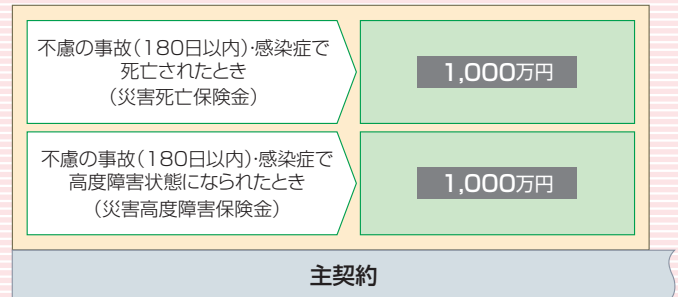 不慮の事故(180日以内)・感染症で
死亡されたとき
(災害死亡保険金)
1,000万円
不慮の事故(180日以内)・感染症で
高度障害状態になられたとき
(災害高度障害保険金)
1,000万円
主契約